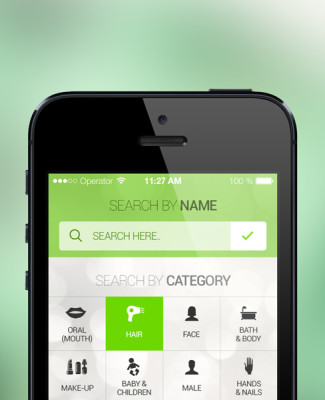 Operator 11:27 AM 100 %
SEARCH BY NAME
SEARCH HERE..
SEARCH BY CATEGORY
ORAL
(MOUTH)
HAIR
FACE
BATH
& BODY
MAKE-UP
BABY &
CHILDREN
MALE
HANDS
& NAILS